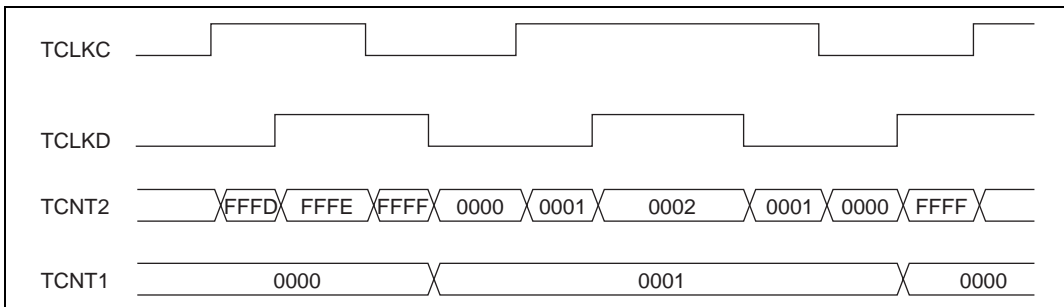 TCLKC
TCLKD
TCNT2 FFFD FFFE FFFF 0000 0001 0002 0001 0000 FFFF
TCNT1 0000 0001 0000